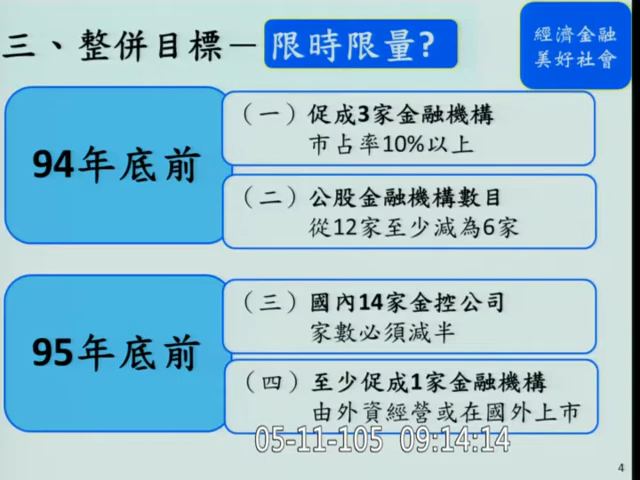 三、整併目標－限時限量?
經濟金融
美好社會
94年底前
（一）促成3家金融機構
市占率10%以上
（二）公股金融機構數目
從12家至少減為6家
95年底前
（三）國內14家金控公司
家數必須減半
（四）至少促成1家金融機構
由外資經營或在國外上市
05-11-105 09:14:14
4